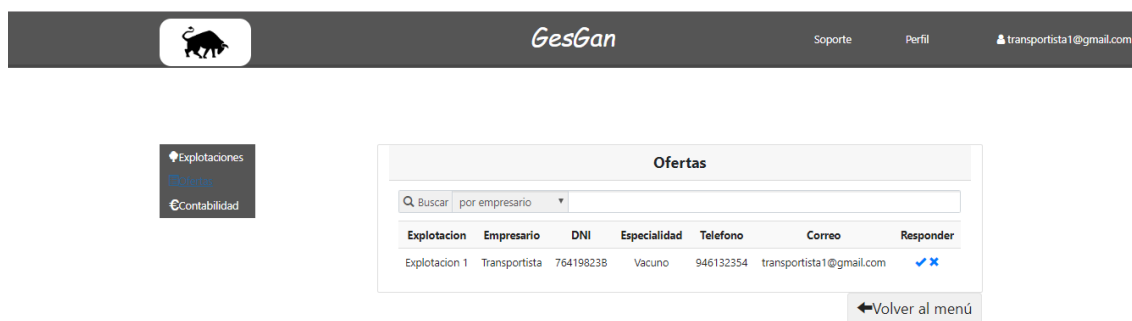 GesGan
Soporte Perfil transportista1@gmail.com
Explotaciones
Contabilidad
Ofertas
Buscar por empresario
Explotacion Empresario DNI Especialidad Telefono Correo Responder
Explotacion 1 Transportista 76419823B Vacuno 946132354 transportista1@gmail.com
Volver al menú